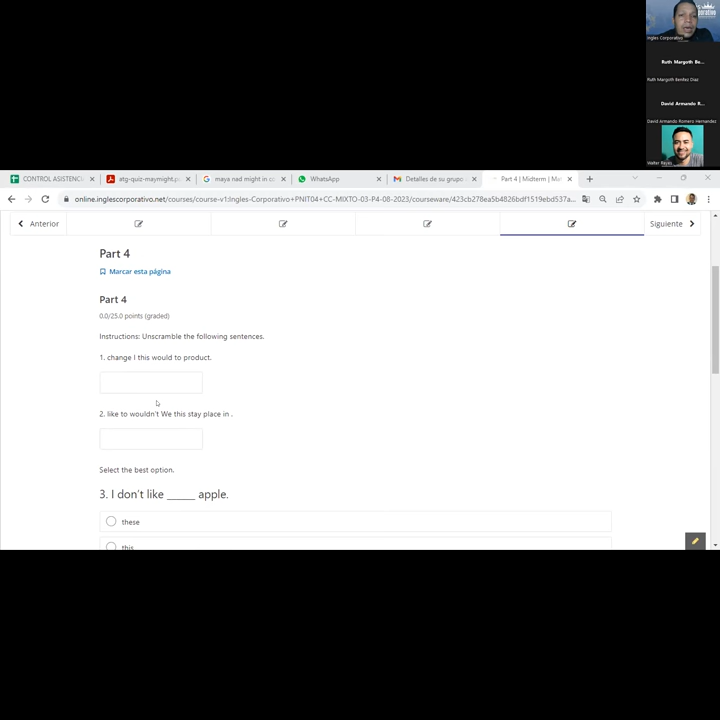 Ingles Corporativo
Ruth Margoth Be...
Ruth Margoth Benitez Diaz
David Armando R...
David Armando Romero Hernandez
Walter Reyes
CONTROL ASISTENCI
atg-quiz-maymight.p
maya nad might in c
WhatsApp
Detalles de su grupo
Part 4 | Midterm | Ma
online.inglescorporativo.net/courses/course-v1:Ingles-Corporativo+PNIT04+CC-MIXTO-03-P4-08-2023/courseware/423cb278ea5b4826bdf1519ebd537a...
Anterior
Siguiente
Part 4
Marcar esta página
Part 4
0.0/25.0 points (graded)
Instructions: Unscramble the following sentences.
1. change I this would to product.
2. like to wouldn't We this stay place in .
Select the best option.
3. I don't like ______ apple.
these
this